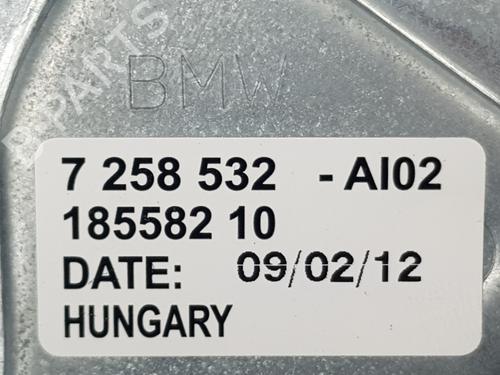 BMW
7 258 532 - AI02
185582 10
DATE: 09/02/12
HUNGARY